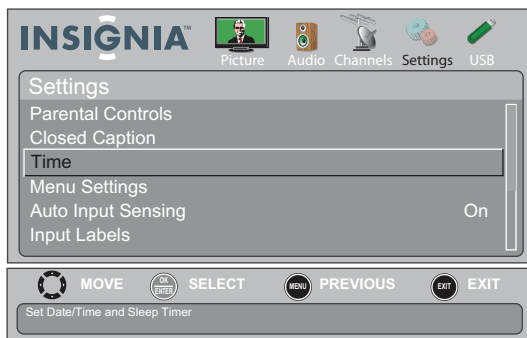 INSIGNIA™
Picture Audio Channels Settings USB
Settings
Parental Controls
Closed Caption
Time
Menu Settings
Auto Input Sensing On
Input Labels
MOVE OK ENTER SELECT MENU PREVIOUS EXIT EXIT
Set Date/Time and Sleep Timer